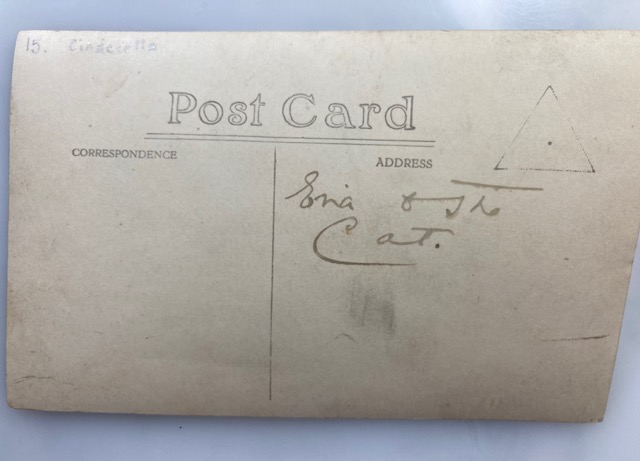 15. Cinderella
Post Card
CORRESPONDENCE
ADDRESS
Ena & The
Cat.